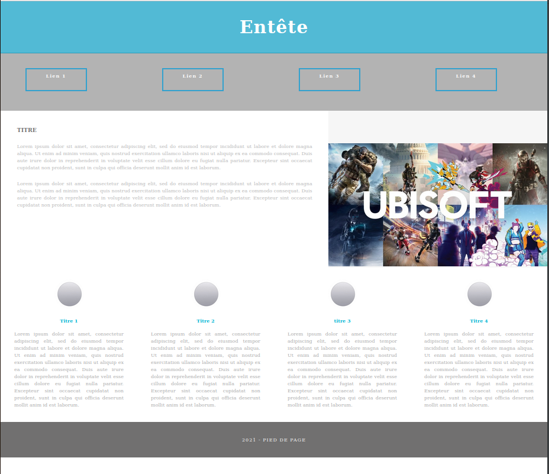 Entête
Lien 1
Lien 2
Lien 3
Lien 4
TITRE
Lorem ipsum dolor sit amet, consectetur adipiscing elit, sed do eiusmod tempor incididunt ut labore et dolore magna aliqua.
Ut enim ad minim veniam, quis nostrud exercitation ullamco laboris nisi ut aliquip ex ea commodo consequat. Duis
aute irure dolor in reprehenderit in voluptate velit esse cillum dolore eu fugiat nulla pariatur. Excepteur sint occaecat
cupidatat non proident, sunt in culpa qui officia deserunt mollit anim id est laborum.
Lorem ipsum dolor sit amet, consectetur adipiscing elit, sed do eiusmod tempor incididunt ut labore et dolore magna aliqua.
Ut enim ad minim veniam, quis nostrud exercitation ullamco laboris nisi ut aliquip ex ea commodo consequat. Duis
aute irure dolor in reprehenderit in voluptate velit esse cillum dolore eu fugiat nulla pariatur. Excepteur sint occaecat
cupidatat non proident, sunt in culpa qui officia deserunt mollit anim id est laborum.
UBISOFT
Titre 1
Lorem ipsum dolor sit amet, consectetur
adipiscing elit, sed do eiusmod tempor
incididunt ut labore et dolore magna aliqua.
Ut enim ad minim veniam, quis nostrud
exercitation ullamco laboris nisi ut aliquip ex
ea commodo consequat. Duis aute irure dolor
in reprehenderit in voluptate velit esse
cillum dolore eu fugiat nulla pariatur.
Excepteur sint occaecat cupidatat non
proident, sunt in culpa qui officia deserunt
mollit anim id est laborum.
Titre 2
Lorem ipsum dolor sit amet, consectetur
adipiscing elit, sed do eiusmod tempor
incididunt ut labore et dolore magna aliqua.
Ut enim ad minim veniam, quis nostrud
exercitation ullamco laboris nisi ut aliquip ex
ea commodo consequat. Duis aute irure dolor
in reprehenderit in voluptate velit esse
cillum dolore eu fugiat nulla pariatur.
Excepteur sint occaecat cupidatat non
proident, sunt in culpa qui officia deserunt
mollit anim id est laborum.
titre 3
Lorem ipsum dolor sit amet, consectetur
adipiscing elit, sed do eiusmod tempor
incididunt ut labore et dolore magna aliqua.
Ut enim ad minim veniam, quis nostrud
exercitation ullamco laboris nisi ut aliquip ex
ea commodo consequat. Duis aute irure dolor
in reprehenderit in voluptate velit esse
cillum dolore eu fugiat nulla pariatur.
Excepteur sint occaecat cupidatat non
proident, sunt in culpa qui officia deserunt
mollit anim id est laborum.
Titre 4
Lorem ipsum dolor sit amet, consectetur
adipiscing elit, sed do eiusmod tempor
incididunt ut labore et dolore magna aliqua.
Ut enim ad minim veniam, quis nostrud
exercitation ullamco laboris nisi ut aliquip ex
ea commodo consequat. Duis aute irure dolor
in reprehenderit in voluptate velit esse
cillum dolore eu fugiat nulla pariatur.
Excepteur sint occaecat cupidatat non
proident, sunt in culpa qui officia deserunt
mollit anim id est laborum.
2021 - PIED DE PAGE